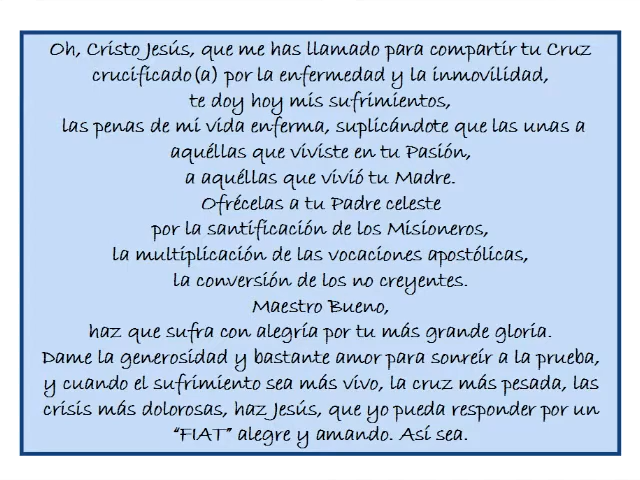 Oh, Cristo Jesús, que me has llamado para compartir tu Cruz
crucificado(a) por la enfermedad y la inmovilidad,
te doy hoy mis sufrimientos,
las penas de mi vida enferma, suplicándote que las unas a
aquéllas que viviste en tu Pasión,
a aquéllas que vivió tu Madre.
Ofrécelas a tu Padre celeste
por la santificación de los Misioneros,
la multiplicación de las vocaciones apostólicas,
la conversión de los no creyentes.
Maestro Bueno,
haz que sufra con alegría por tu más grande gloria.
Dame la generosidad y bastante amor para sonreír a la prueba,
y cuando el sufrimiento sea más vivo, la cruz más pesada, las
crisis más dolorosas, haz Jesús, que yo pueda responder por un
“FIAT” alegre y amando. Así sea.